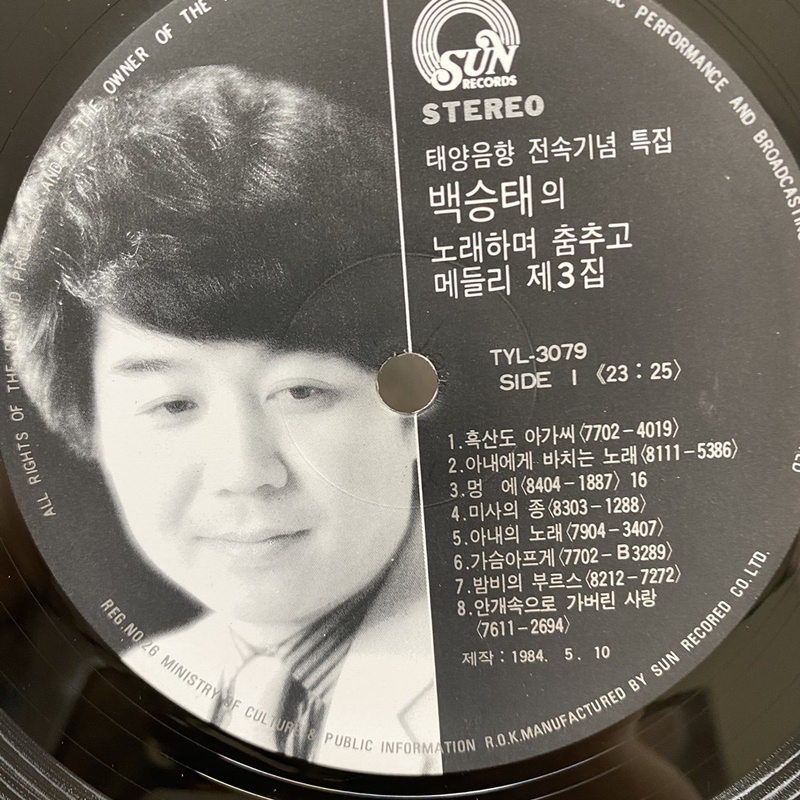 SUN
RECORDS
STEREO
태양음향 전속기념 특집
백승태의
노래하며 춤추고
메들리 제3집
TYL-3079
SIDE I 《23 : 25》
1.흑산도 아가씨〈7702-4019〉
2.아내에게 바치는 노래〈8111-5386〉
3.멍 에〈8404-1887〉16
4.미사의 종〈8303-1288〉
5.아내의 노래〈7904-3407〉
6.가슴아프게〈7702-B3289〉
7.밤비의 부르스〈8212-7272〉
8.안개속으로 가버린 사랑
〈7611-2694〉
제작 : 1984. 5. 10
ALL RIGHTS OF THE RECORD AND OF THE OWNER OF THE
PERFORMANCE AND BROADCASTING
REG.NO 26 MINISTRY OF CULTURE & PUBLIC INFORMATION R.O.K.MANUFACTURED BY SUN RECORED CO.LTD.